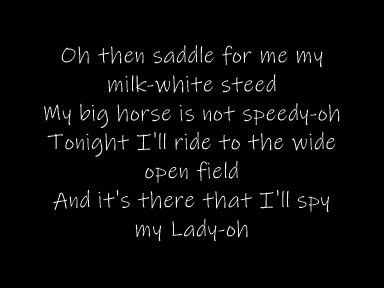 Oh then saddle for me my
milk-white steed
My big horse is not speedy-oh
Tonight I'll ride to the wide
open field
And it's there that I'll spy
my Lady-oh